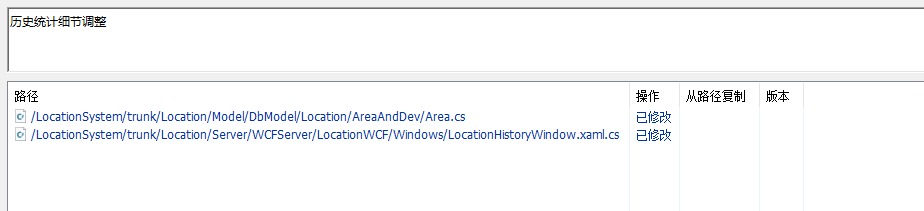 历史统计细节调整
路径 操作 从路径复制 版本
/LocationSystem/trunk/Location/Model/DbModel/Location/AreaAndDev/Area.cs 已修改
/LocationSystem/trunk/Location/Server/WCFServer/LocationWCF/Windows/LocationHistoryWindow.xaml.cs 已修改